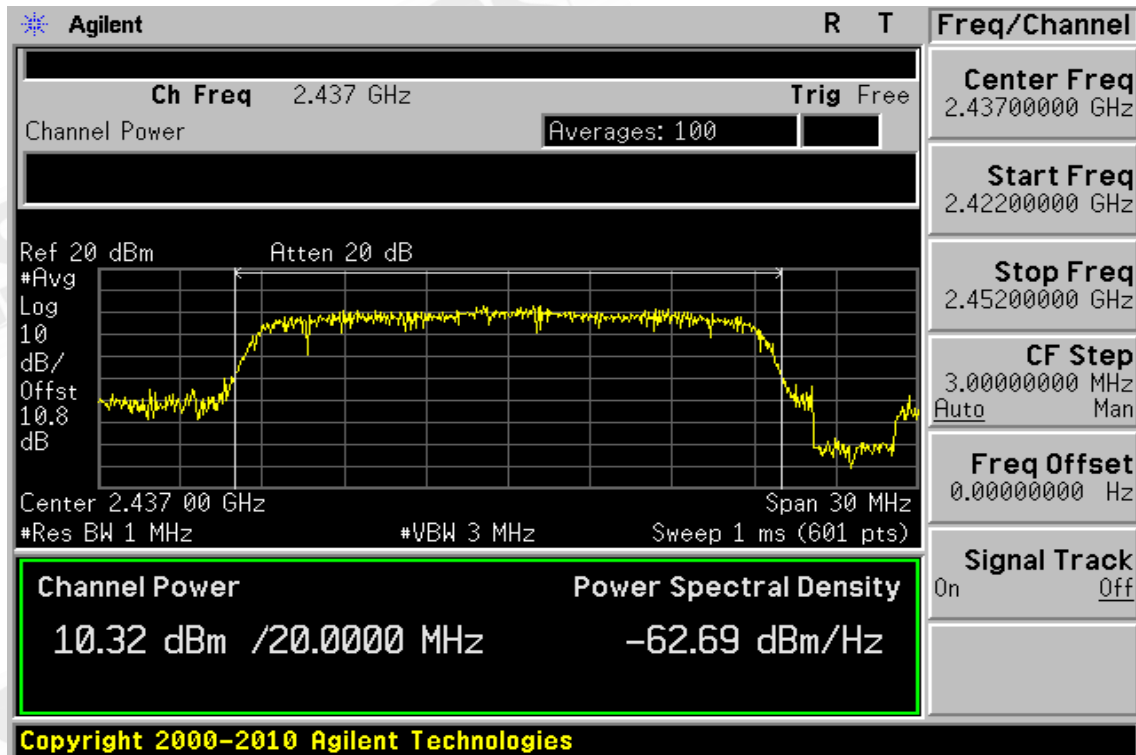 Agilent R T
Freq/Channel
Ch Freq 2.437 GHz Trig Free
Channel Power Averages: 100
Ref 20 dBm Atten 20 dB
#Avg
Log
10
dB/
Offst
10.8
dB
Center 2.437 00 GHz Span 30 MHz
#Res BW 1 MHz #VBW 3 MHz Sweep 1 ms (601 pts)
Channel Power Power Spectral Density
10.32 dBm /20.0000 MHz -62.69 dBm/Hz
Center Freq
2.43700000 GHz
Start Freq
2.42200000 GHz
Stop Freq
2.45200000 GHz
CF Step
3.00000000 MHz
Auto Man
Freq Offset
0.00000000 Hz
Signal Track
On Off
Copyright 2000-2010 Agilent Technologies